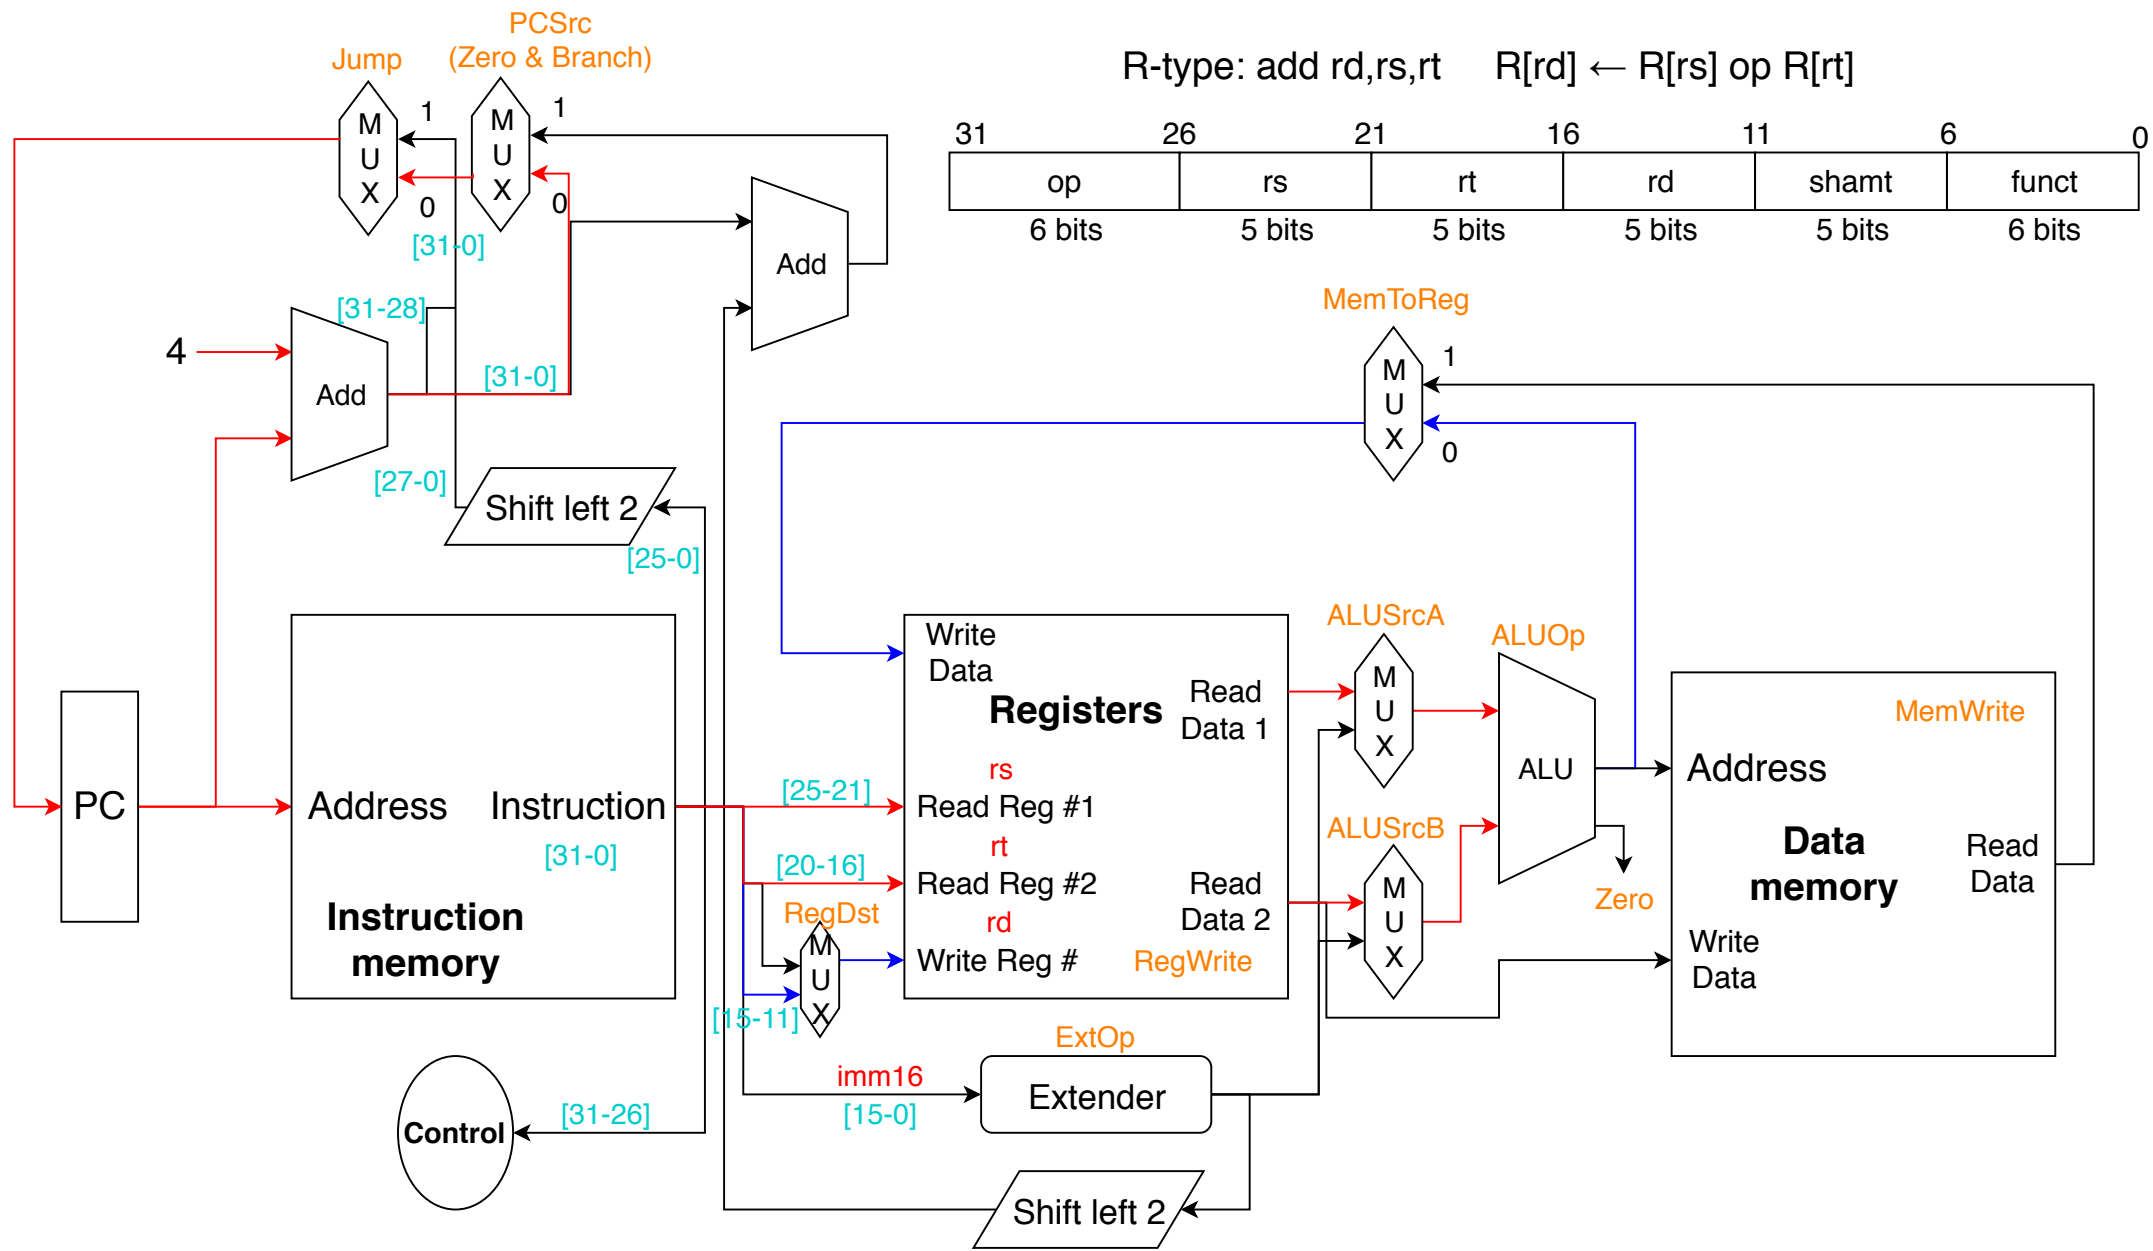 PCSrc
(Zero & Branch)
Jump
R-type: add rd,rs,rt R[rd] ← R[rs] op R[rt]
M
U
X
1
0
M
U
X
1
0
[31-0]
31 26 21 16 11 6 0
op rs rt rd shamt funct
6 bits 5 bits 5 bits 5 bits 5 bits 6 bits
Add
[31-28]
4
Add
[31-0]
[27-0]
Shift left 2
[25-0]
MemToReg
M
U
X
1
0
PC
Address
Instruction
[31-0]
Instruction
memory
Control
[31-26]
[25-21]
[20-16]
RegDst
M
U
X
[15-11]
Write
Data
Registers
Read
Data 1
rs
Read Reg #1
rt
Read Reg #2
rd
Write Reg #
Read
Data 2
RegWrite
imm16
[15-0]
ExtOp
Extender
Shift left 2
ALUSrcA
M
U
X
ALUSrcB
M
U
X
ALUOp
ALU
Zero
MemWrite
Address
Data
memory
Read
Data
Write
Data